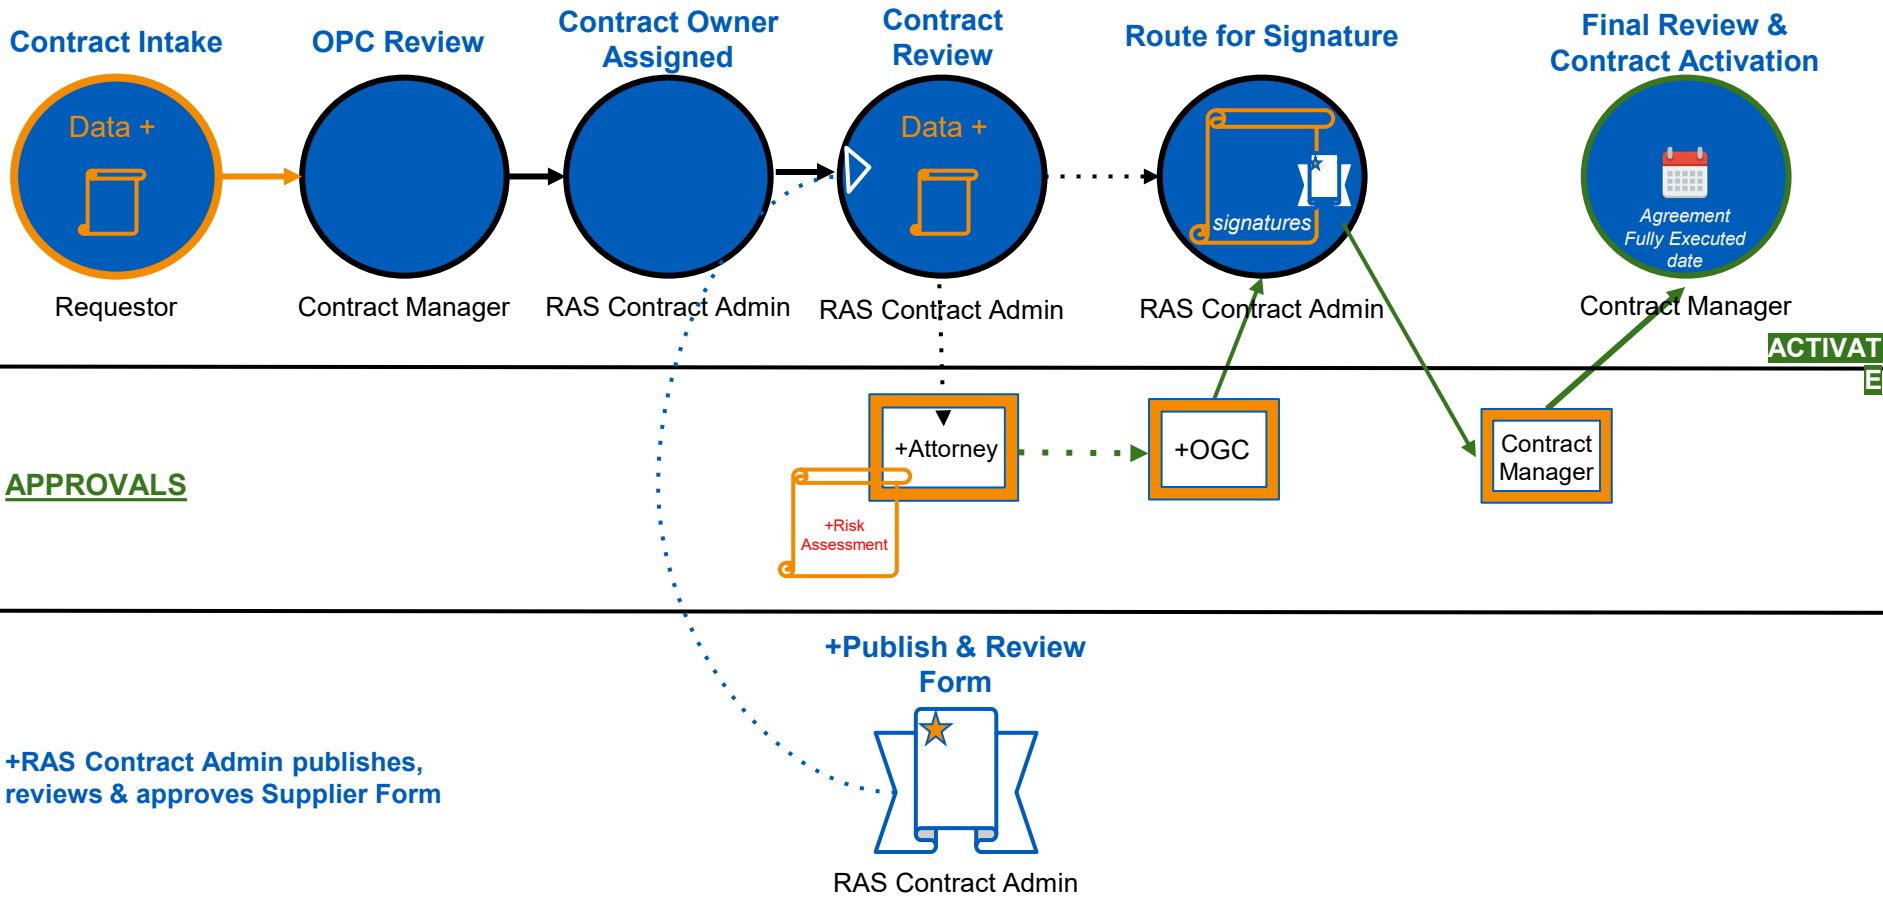 Contract Intake
OPC Review
Contract Owner
Assigned
Contract
Review
Route for Signature
Final Review &
Contract Activation
Data +
Data +
signatures
Agreement
Fully Executed
date
Requestor
Contract Manager
RAS Contract Admin
RAS Contract Admin
RAS Contract Admin
Contract Manager
ACTIVAT
E
APPROVALS
+Attorney
+OGC
Contract
Manager
+Risk
Assessment
+Publish & Review
Form
+RAS Contract Admin publishes,
reviews & approves Supplier Form
RAS Contract Admin